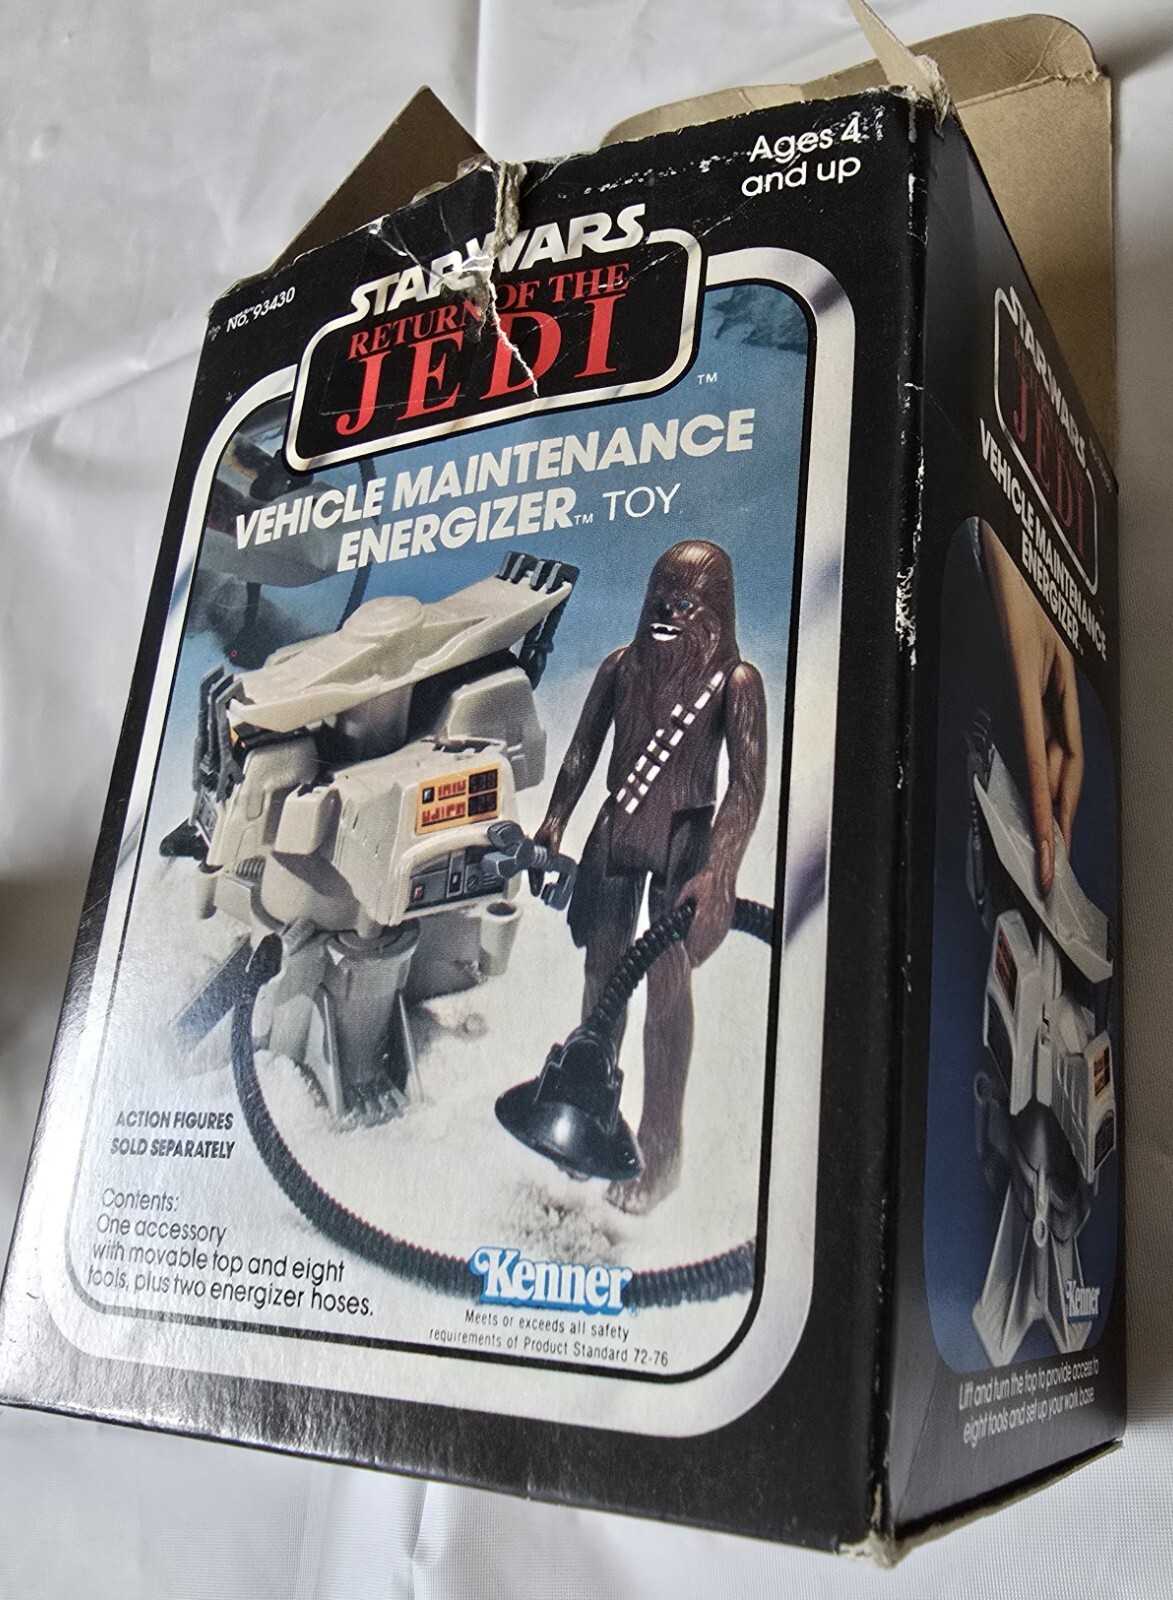 Ages 4
and up
No. 93430
STAR WARS
RETURN OF THE
JEDI
TM
VEHICLE MAINTENANCE
ENERGIZER TM TOY
ACTION FIGURES
SOLD SEPARATELY
Contents:
One accessory
with movable top and eight
tools, plus two energizer hoses.
Kenner®
Meets or exceeds all safety
requirements of Product Standard 72-76
STAR WARS
RETURN OF THE
JEDI
VEHICLE MAINTENANCE
ENERGIZER TM
Kenner
Lift and turn the top to provide access to
eight tools and set up your work base.